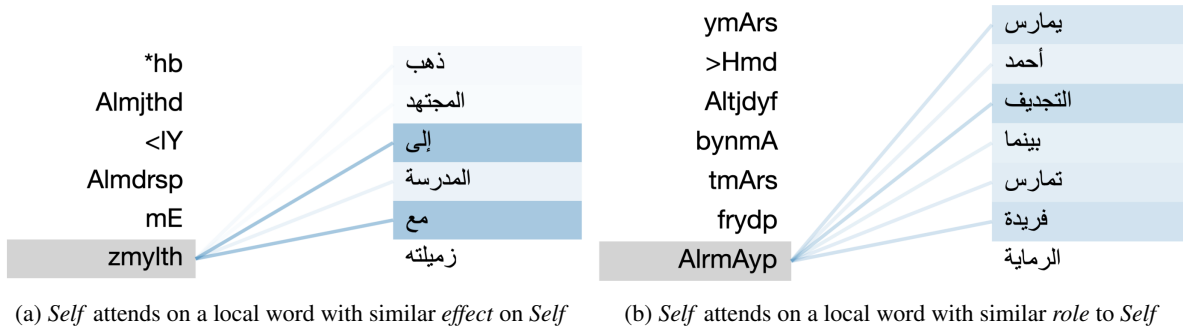 *hb
Almjthd
<lY
Almdrsp
mE
zmylth
ذهب
المجتهد
إلى
المدرسة
مع
زميلته
(a) Self attends on a local word with similar effect on Self
ymArs
>Hmd
Altjdyf
bynmA
tmArs
frydp
AlrmAyp
يمارس
أحمد
التجديف
بينما
تمارس
فريدة
الرماية
(b) Self attends on a local word with similar role to Self